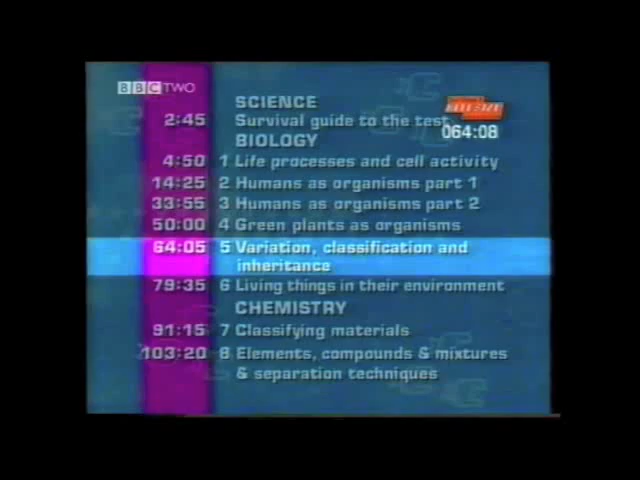 BBC TWO
SCIENCE
2:45 Survival guide to the test
064:08
BIOLOGY
4:50 1 Life processes and cell activity
14:25 2 Humans as organisms part 1
33:55 3 Humans as organisms part 2
50:00 4 Green plants as organisms
64:05 5 Variation, classification and
inheritance
79:35 6 Living things in their environment
CHEMISTRY
91:15 7 Classifying materials
103:20 8 Elements, compounds & mixtures
& separation techniques